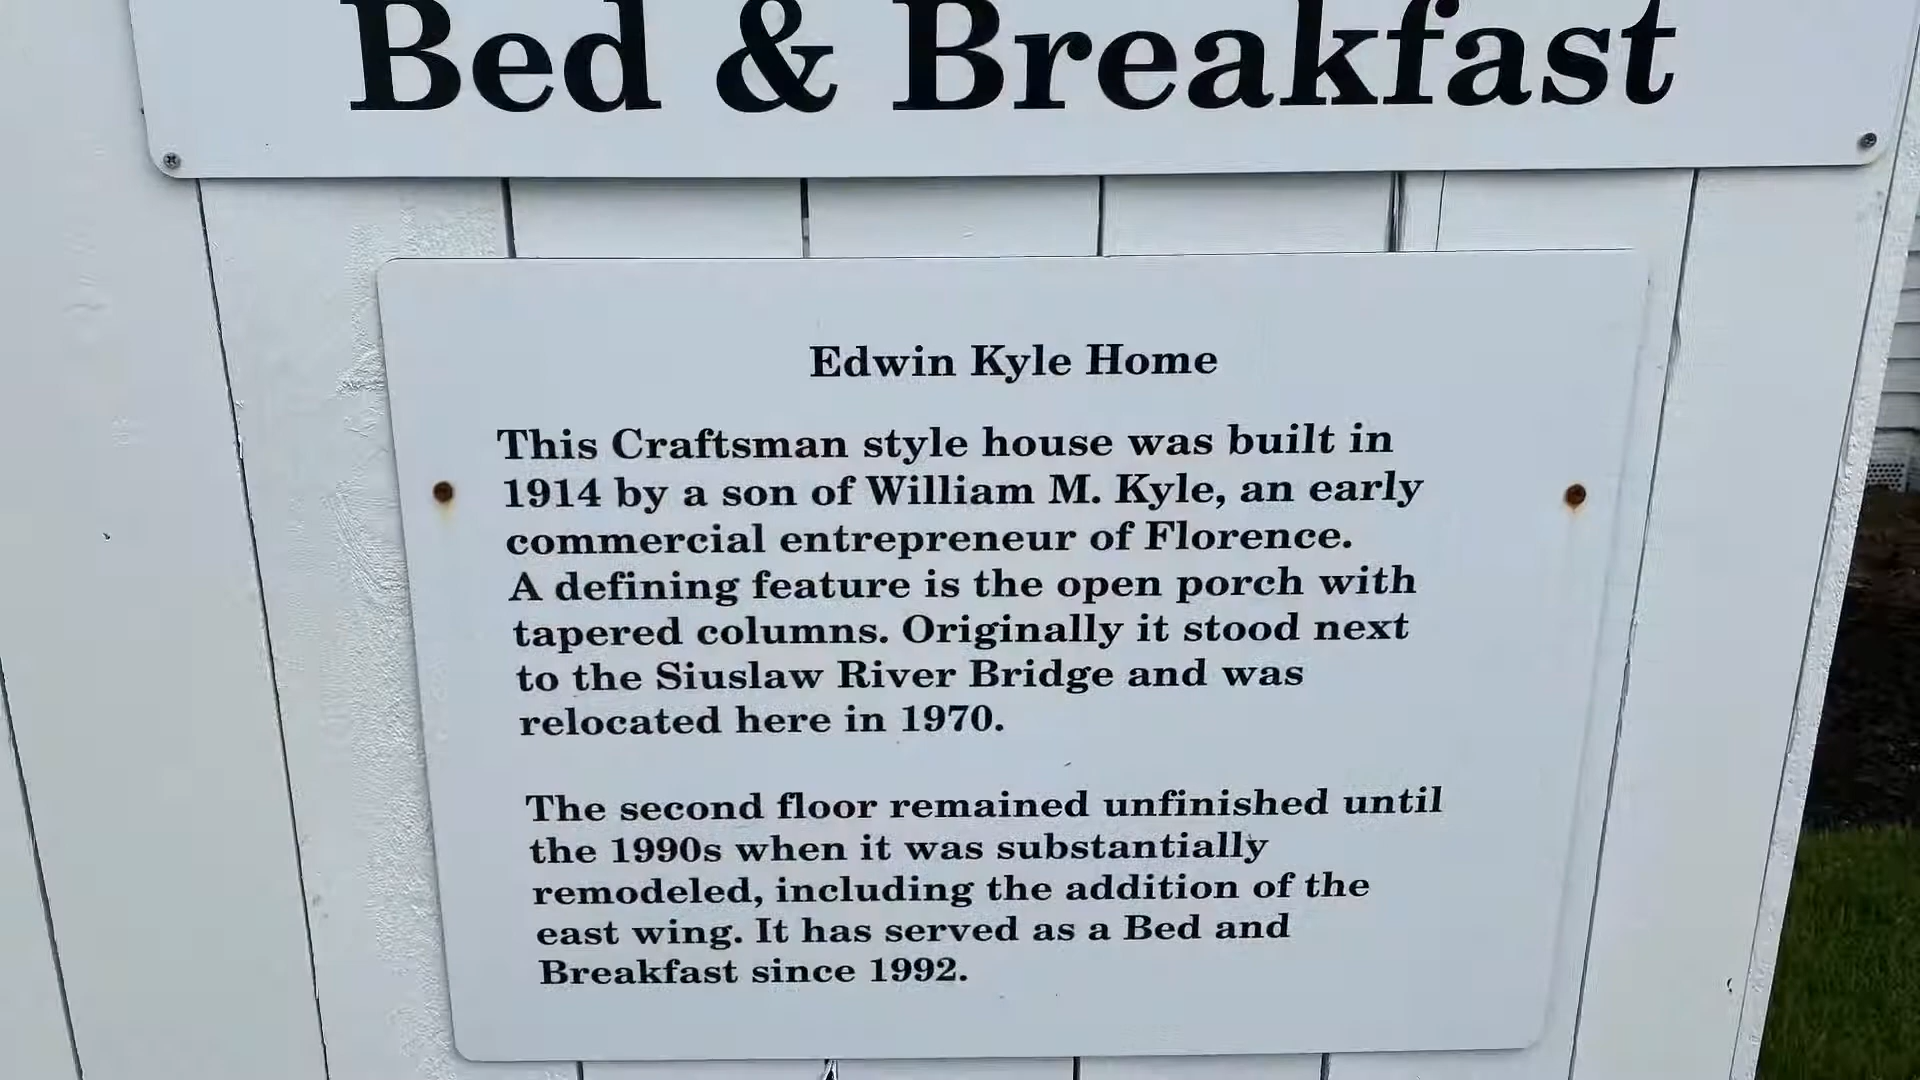 Bed & Breakfast
Edwin Kyle Home
This Craftsman style house was built in
1914 by a son of William M. Kyle, an early
commercial entrepreneur of Florence.
A defining feature is the open porch with
tapered columns. Originally it stood next
to the Siuslaw River Bridge and was
relocated here in 1970.
The second floor remained unfinished until
the 1990s when it was substantially
remodeled, including the addition of the
east wing. It has served as a Bed and
Breakfast since 1992.